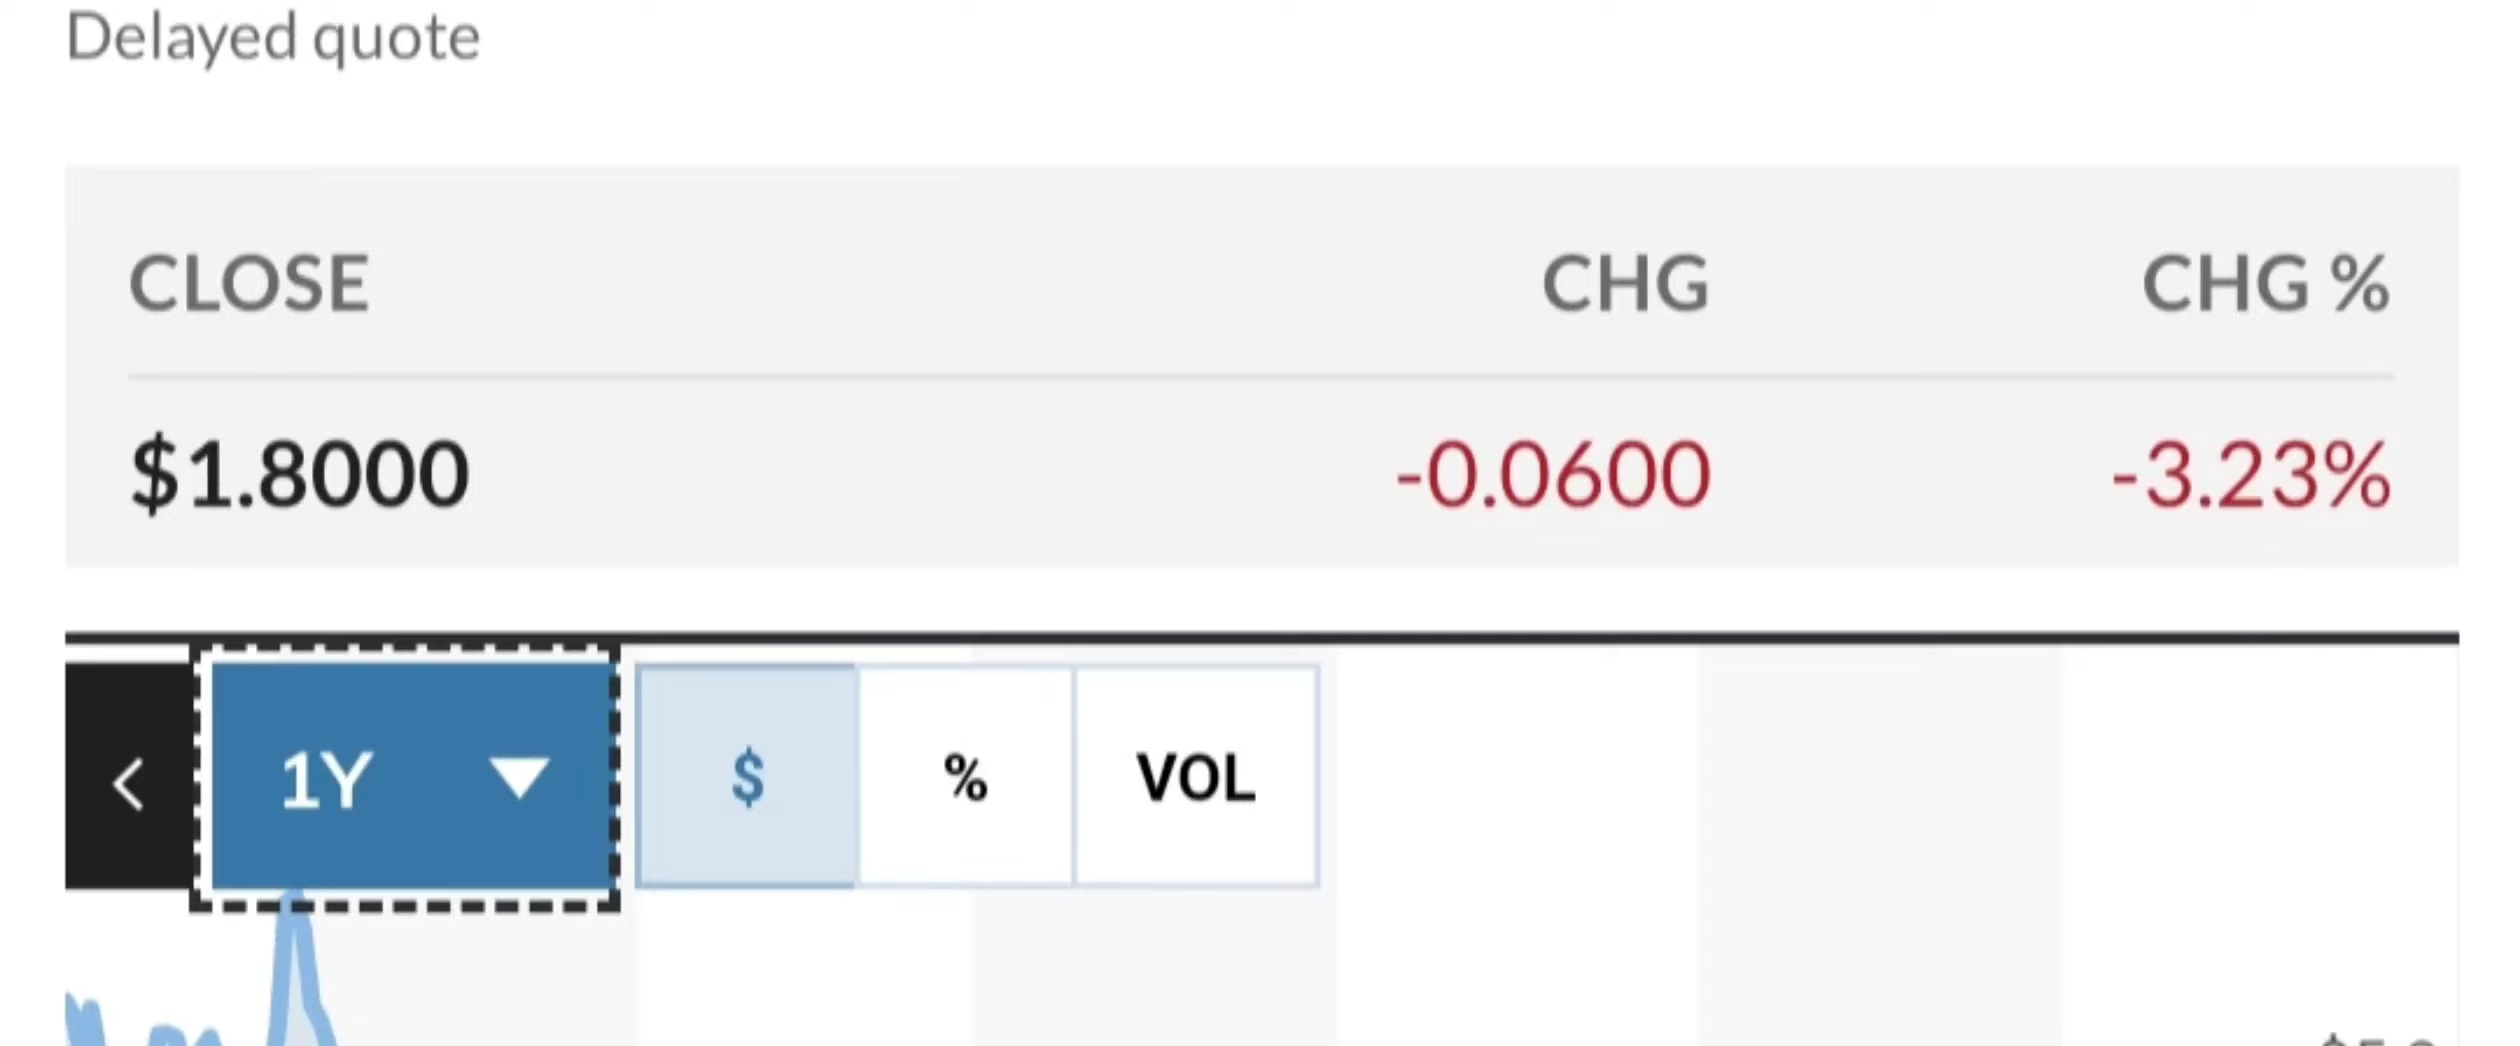 Delayed quote
CLOSE CHG CHG %
$1.8000 -0.0600 -3.23%
1Y $ % VOL